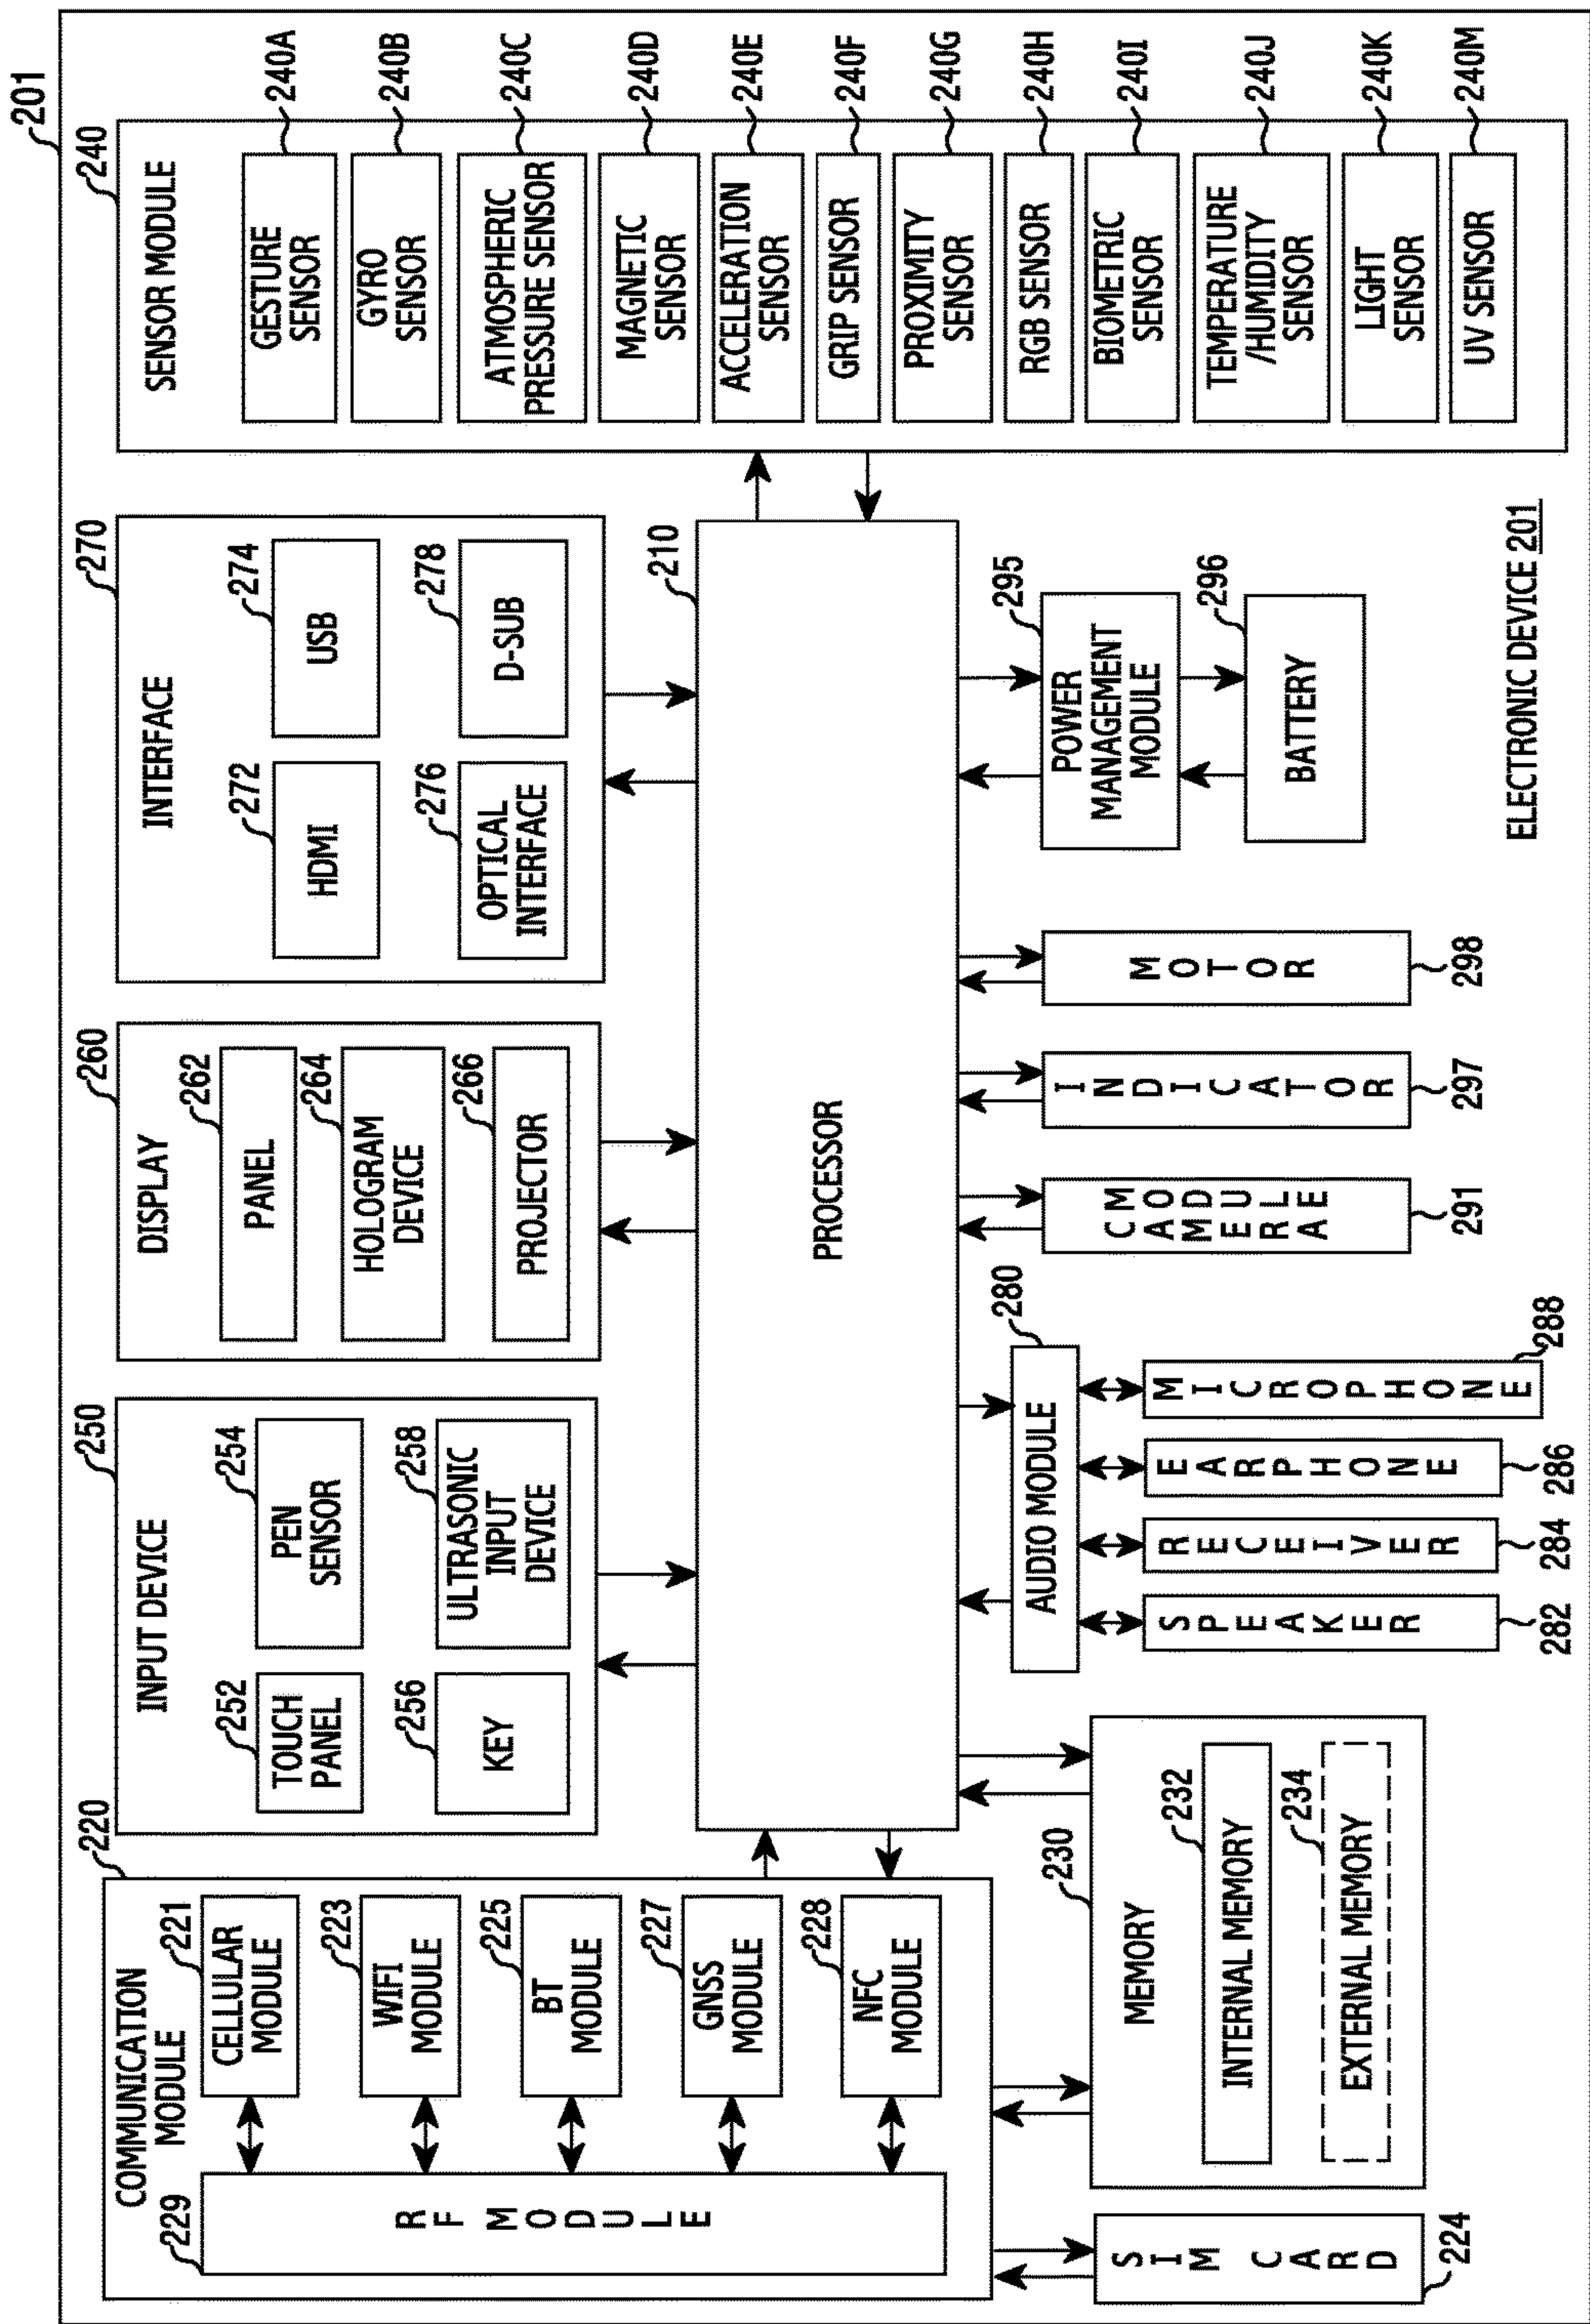 201
220
COMMUNICATION
MODULE
229
RF MODULE
221
CELLULAR
MODULE
223
WIFI
MODULE
225
BT
MODULE
227
GNSS
MODULE
228
NFC
MODULE
250
INPUT DEVICE
252
TOUCH
PANEL
254
PEN
SENSOR
256
KEY
258
ULTRASONIC
INPUT
DEVICE
260
DISPLAY
262
PANEL
264
HOLOGRAM
DEVICE
266
PROJECTOR
270
INTERFACE
272
HDMI
274
USB
276
OPTICAL
INTERFACE
278
D-SUB
240
SENSOR MODULE
GESTURE
SENSOR
240A
GYRO
SENSOR
240B
ATMOSPHERIC
PRESSURE SENSOR
240C
MAGNETIC
SENSOR
240D
ACCELERATION
SENSOR
240E
GRIP SENSOR
240F
PROXIMITY
SENSOR
240G
RGB SENSOR
240H
BIOMETRIC
SENSOR
240I
TEMPERATURE
/HUMIDITY
SENSOR
240J
LIGHT
SENSOR
240K
UV SENSOR
240M
210
PROCESSOR
SIM CARD
224
230
MEMORY
232
INTERNAL MEMORY
234
EXTERNAL MEMORY
280
AUDIO MODULE
SPEAKER
282
RECEIVER
284
EARPHONE
286
MICROPHONE
288
CAMERA
MODULE
291
INDICATOR
297
MOTOR
298
295
POWER
MANAGEMENT
MODULE
296
BATTERY
ELECTRONIC DEVICE 201